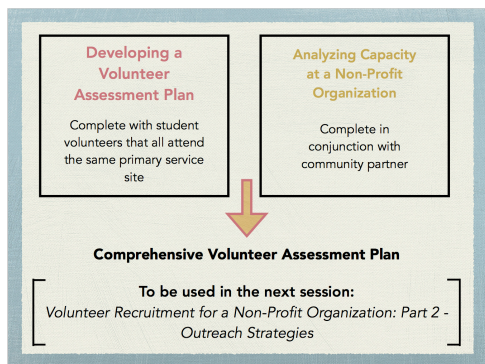 Developing a
Volunteer
Assessment Plan
Complete with student
volunteers that all attend
the same primary service
site
Analyzing Capacity
at a Non-Profit
Organization
Complete in
conjunction with
community partner
Comprehensive Volunteer Assessment Plan
To be used in the next session:
Volunteer Recruitment for a Non-Profit Organization: Part 2 -
Outreach Strategies